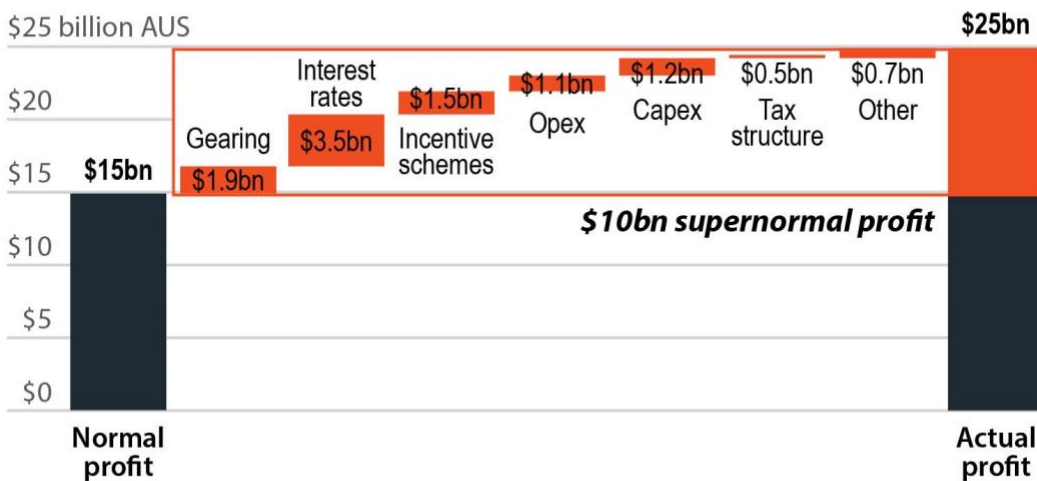 $25 billion AUS
$25bn
$20
$15
$10
$5
$0
$15bn
Gearing
$1.9bn
Interest
rates
$3.5bn
$1.5bn
Incentive
schemes
$1.1bn
Opex
$1.2bn
Capex
$0.5bn
Tax
structure
$0.7bn
Other
$10bn supernormal profit
Normal
profit
Actual
profit